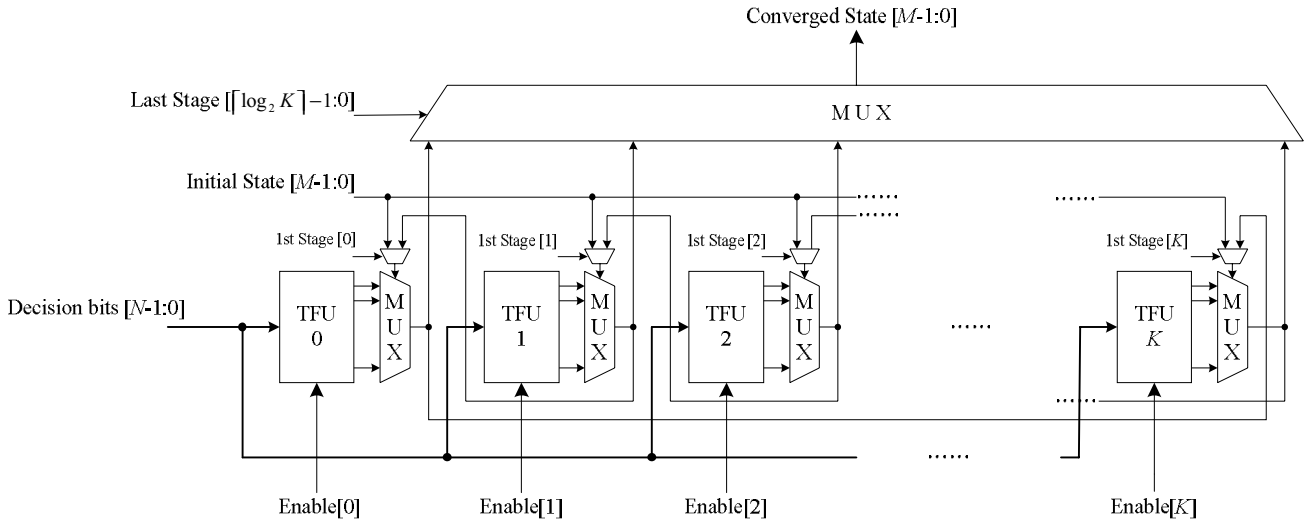 Converged State [M-1:0]
Last Stage [⌈log₂ K⌉−1:0]
M U X
Initial State [M-1:0]
1st Stage [0]
1st Stage [1]
1st Stage [2]
1st Stage [K]
Decision bits [N-1:0]
TFU
0
M
U
X
TFU
1
M
U
X
TFU
2
M
U
X
TFU
K
M
U
X
Enable[0]
Enable[1]
Enable[2]
Enable[K]